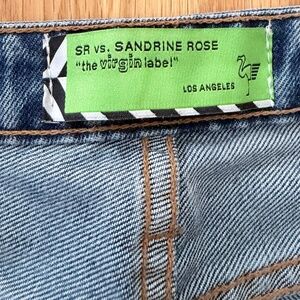 SR vs. SANDRINE ROSE
"the virgin label"
LOS ANGELES